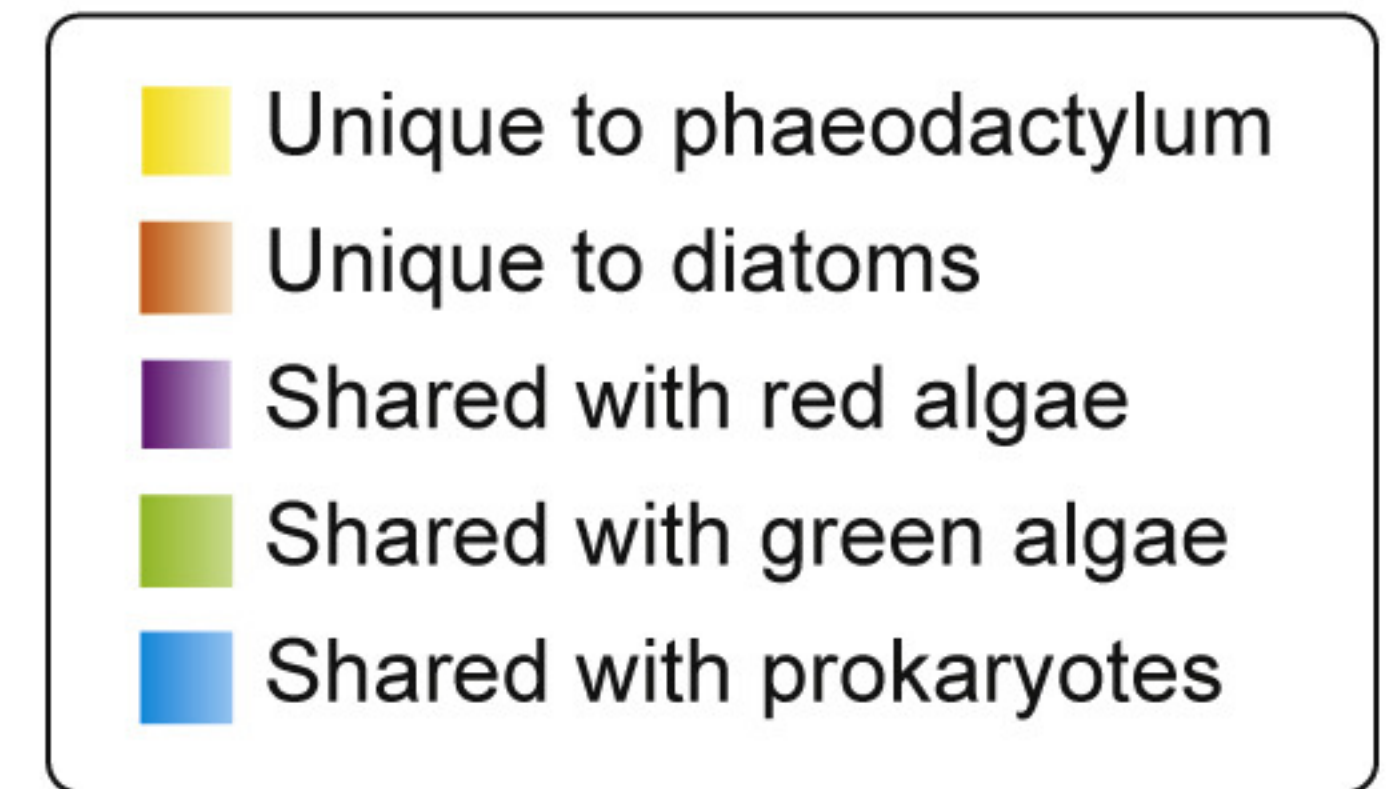 Unique to phaeodactylum
Unique to diatoms
Shared with red algae
Shared with green algae
Shared with prokaryotes